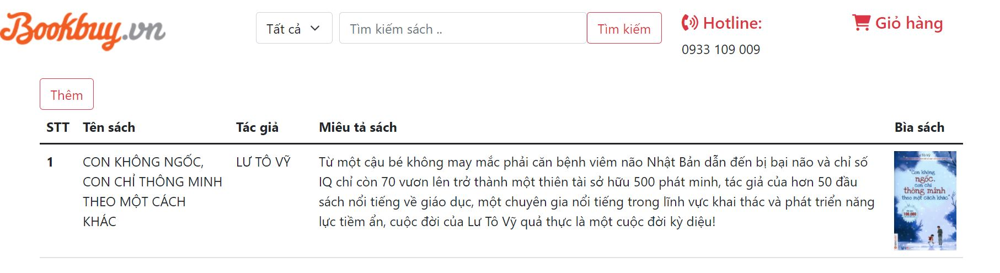 Bookbuy.vn
Tất cả
Tìm kiếm sách ..
Tìm kiếm
Hotline:
0933 109 009
Giỏ hàng
Thêm
STT Tên sách Tác giả Miêu tả sách Bìa sách
1
CON KHÔNG NGỐC,
CON CHỈ THÔNG MINH
THEO MỘT CÁCH
KHÁC
LƯ TÔ VỸ
Từ một cậu bé không may mắc phải căn bệnh viêm não Nhật Bản dẫn đến bị bại não và chỉ số
IQ chỉ còn 70 vươn lên trở thành một thiên tài sở hữu 500 phát minh, tác giả của hơn 50 đầu
sách nổi tiếng về giáo dục, một chuyên gia nổi tiếng trong lĩnh vực khai thác và phát triển năng
lực tiềm ẩn, cuộc đời của Lư Tô Vỹ quả thực là một cuộc đời kỳ diệu!
Lư Tô Vỹ
"Con không
ngốc,
con chỉ
thông minh
theo một cách khác"
100.000